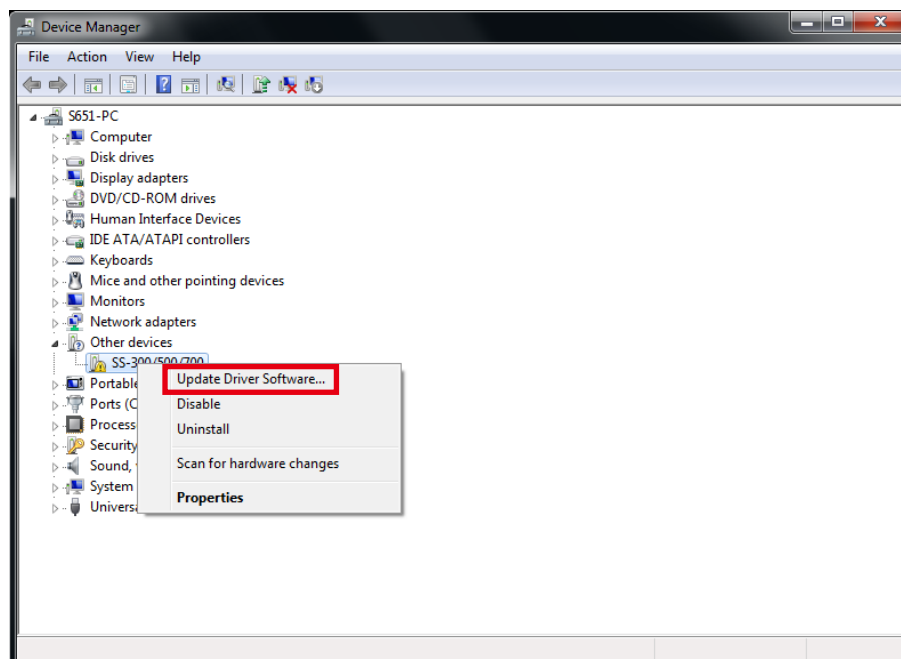 Device Manager
File Action View Help
S651-PC
Computer
Disk drives
Display adapters
DVD/CD-ROM drives
Human Interface Devices
IDE ATA/ATAPI controllers
Keyboards
Mice and other pointing devices
Monitors
Network adapters
Other devices
SS-300/500/700
Portable
Ports (C
Process
Security
Sound,
System
Universa
Update Driver Software...
Disable
Uninstall
Scan for hardware changes
Properties